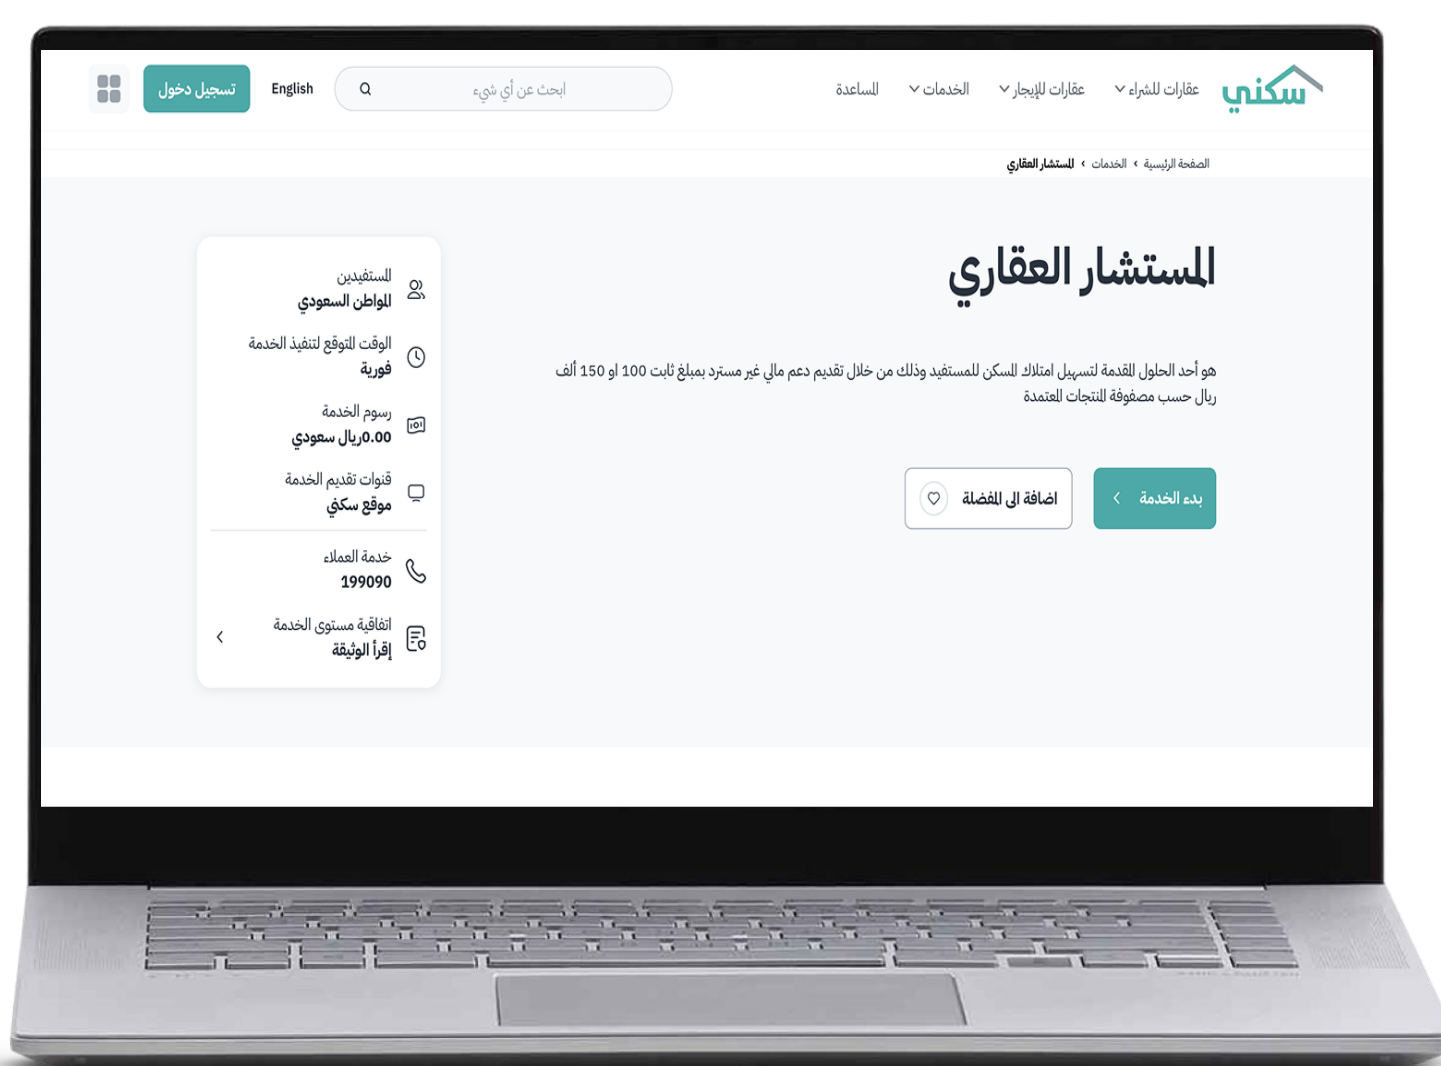 سكني
عقارات للشراء
عقارات للإيجار
الخدمات
المساعدة
ابحث عن أي شيء
English
تسجيل دخول
الصفحة الرئيسية › الخدمات › المستشار العقاري
المستشار العقاري
هو أحد الحلول المقدمة لتسهيل امتلاك المسكن للمستفيد وذلك من خلال تقديم دعم مالي غير مسترد بمبلغ ثابت 100 او 150 ألف
ريال حسب مصفوفة المنتجات المعتمدة
بدء الخدمة
اضافة الى المفضلة
المستفيدين
المواطن السعودي
الوقت المتوقع لتنفيذ الخدمة
فورية
رسوم الخدمة
0.00ريال سعودي
قنوات تقديم الخدمة
موقع سكني
خدمة العملاء
199090
اتفاقية مستوى الخدمة
إقرأ الوثيقة